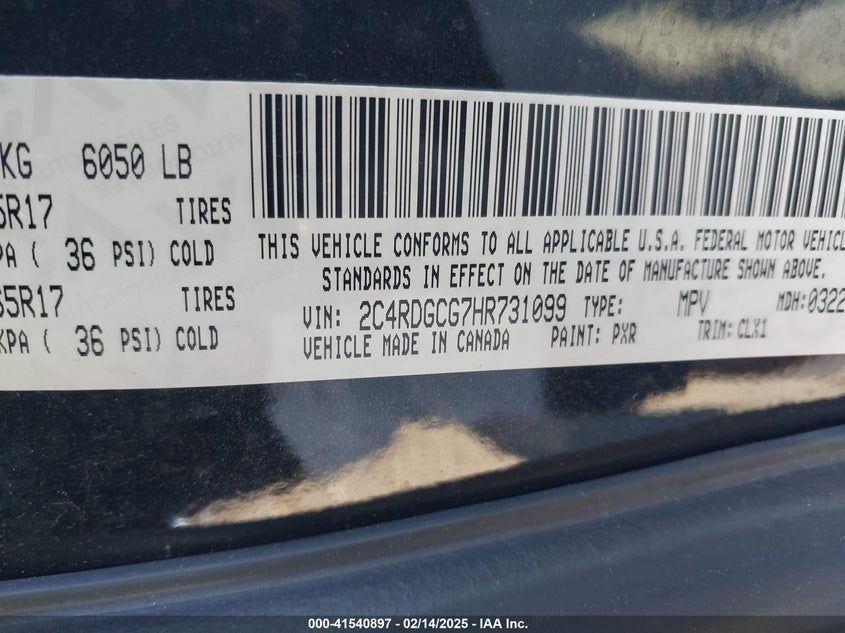 KG 6050 LB
5R17 TIRES
PA ( 36 PSI) COLD
65R17 TIRES
KPA ( 36 PSI) COLD
THIS VEHICLE CONFORMS TO ALL APPLICABLE U.S.A. FEDERAL MOTOR VEHICL
STANDARDS IN EFFECT ON THE DATE OF MANUFACTURE SHOWN ABOVE.
VIN: 2C4RDGCG7HR731099 TYPE: MPV MDH: 0322
VEHICLE MADE IN CANADA PAINT: PXR TRIM: CLX1
000-41540897 - 02/14/2025 - IAA Inc.